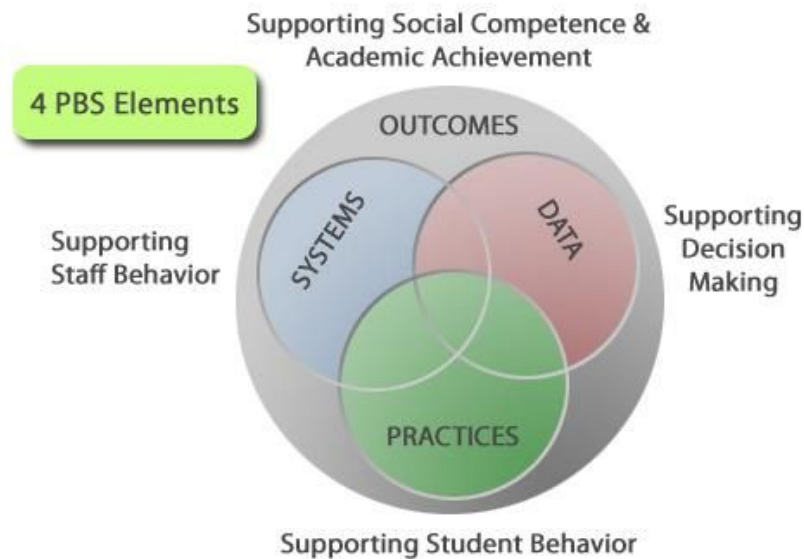 Supporting Social Competence &
Academic Achievement
4 PBS Elements
OUTCOMES
SYSTEMS
DATA
Supporting
Staff Behavior
Supporting
Decision
Making
PRACTICES
Supporting Student Behavior